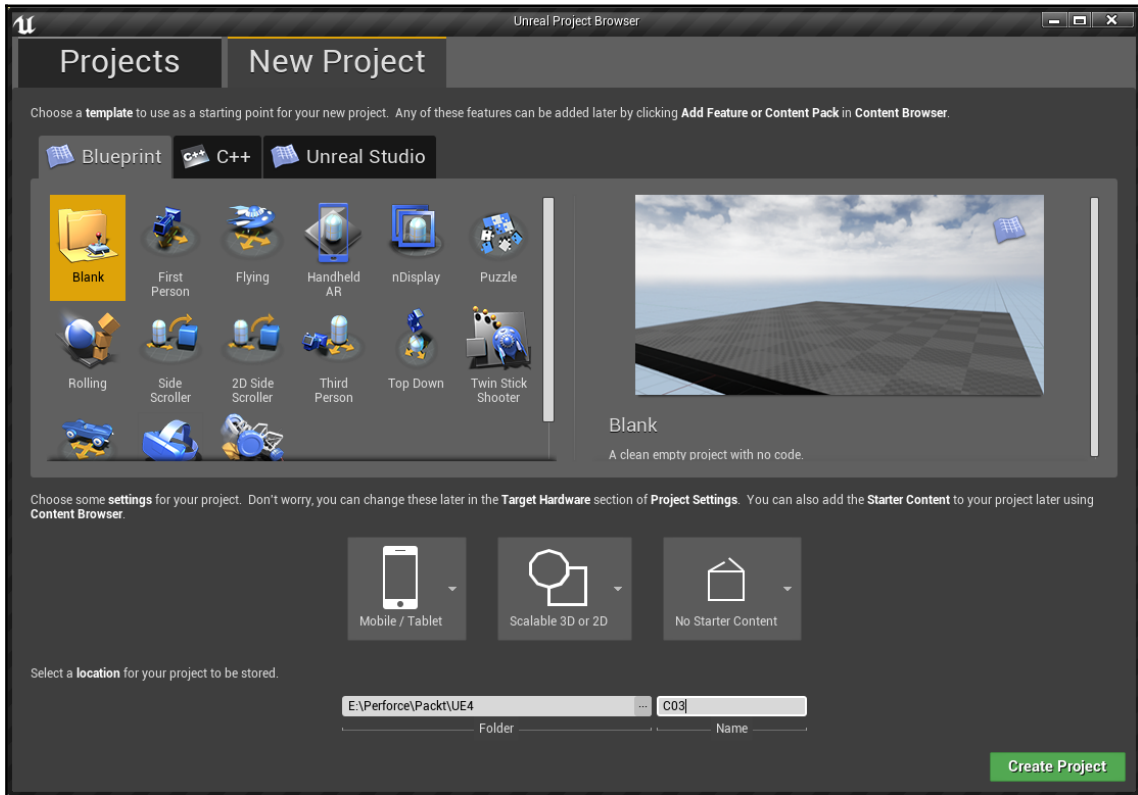 Unreal Project Browser
Projects
New Project
Choose a template to use as a starting point for your new project. Any of these features can be added later by clicking Add Feature or Content Pack in Content Browser.
Blueprint
C++
C++
Unreal Studio
Blank
First
Person
Flying
Handheld
AR
nDisplay
Puzzle
Rolling
Side
Scroller
2D Side
Scroller
Third
Person
Top Down
Twin Stick
Shooter
Blank
A clean empty project with no code.
Choose some settings for your project. Don't worry, you can change these later in the Target Hardware section of Project Settings. You can also add the Starter Content to your project later using
Content Browser.
Mobile / Tablet
Scalable 3D or 2D
No Starter Content
Select a location for your project to be stored.
E:\Perforce\Packt\UE4
...
C03
Folder
Name
Create Project